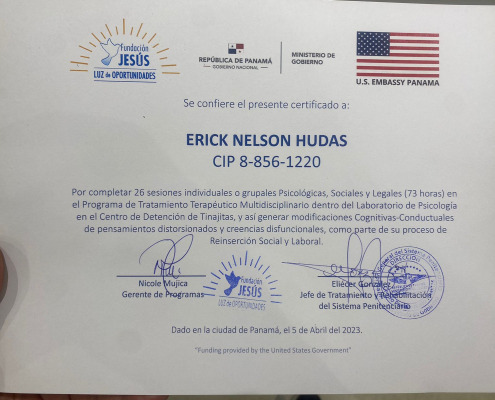 Fundación
JESÚS
LUZ de OPORTUNIDADES
REPÚBLICA DE PANAMÁ
— GOBIERNO NACIONAL —
MINISTERIO DE
GOBIERNO
U.S. EMBASSY PANAMA
Se confiere el presente certificado a:
ERICK NELSON HUDAS
CIP 8-856-1220
Por completar 26 sesiones individuales o grupales Psicológicas, Sociales y Legales (73 horas) en
el Programa de Tratamiento Terapéutico Multidisciplinario dentro del Laboratorio de Psicología
en el Centro de Detención de Tinajitas, y así generar modificaciones Cognitivas-Conductuales
de pensamientos distorsionados y creencias disfuncionales, como parte de su proceso de
Reinserción Social y Laboral.
Nicole Mujica
Gerente de Programas
Fundación
JESÚS
LUZ de OPORTUNIDADES
Eliécer González
Jefe de Tratamiento y Rehabilitación
del Sistema Penitenciario
DIRECCIÓN
Dado en la ciudad de Panamá, el 5 de Abril del 2023.
"Funding provided by the United States Government"